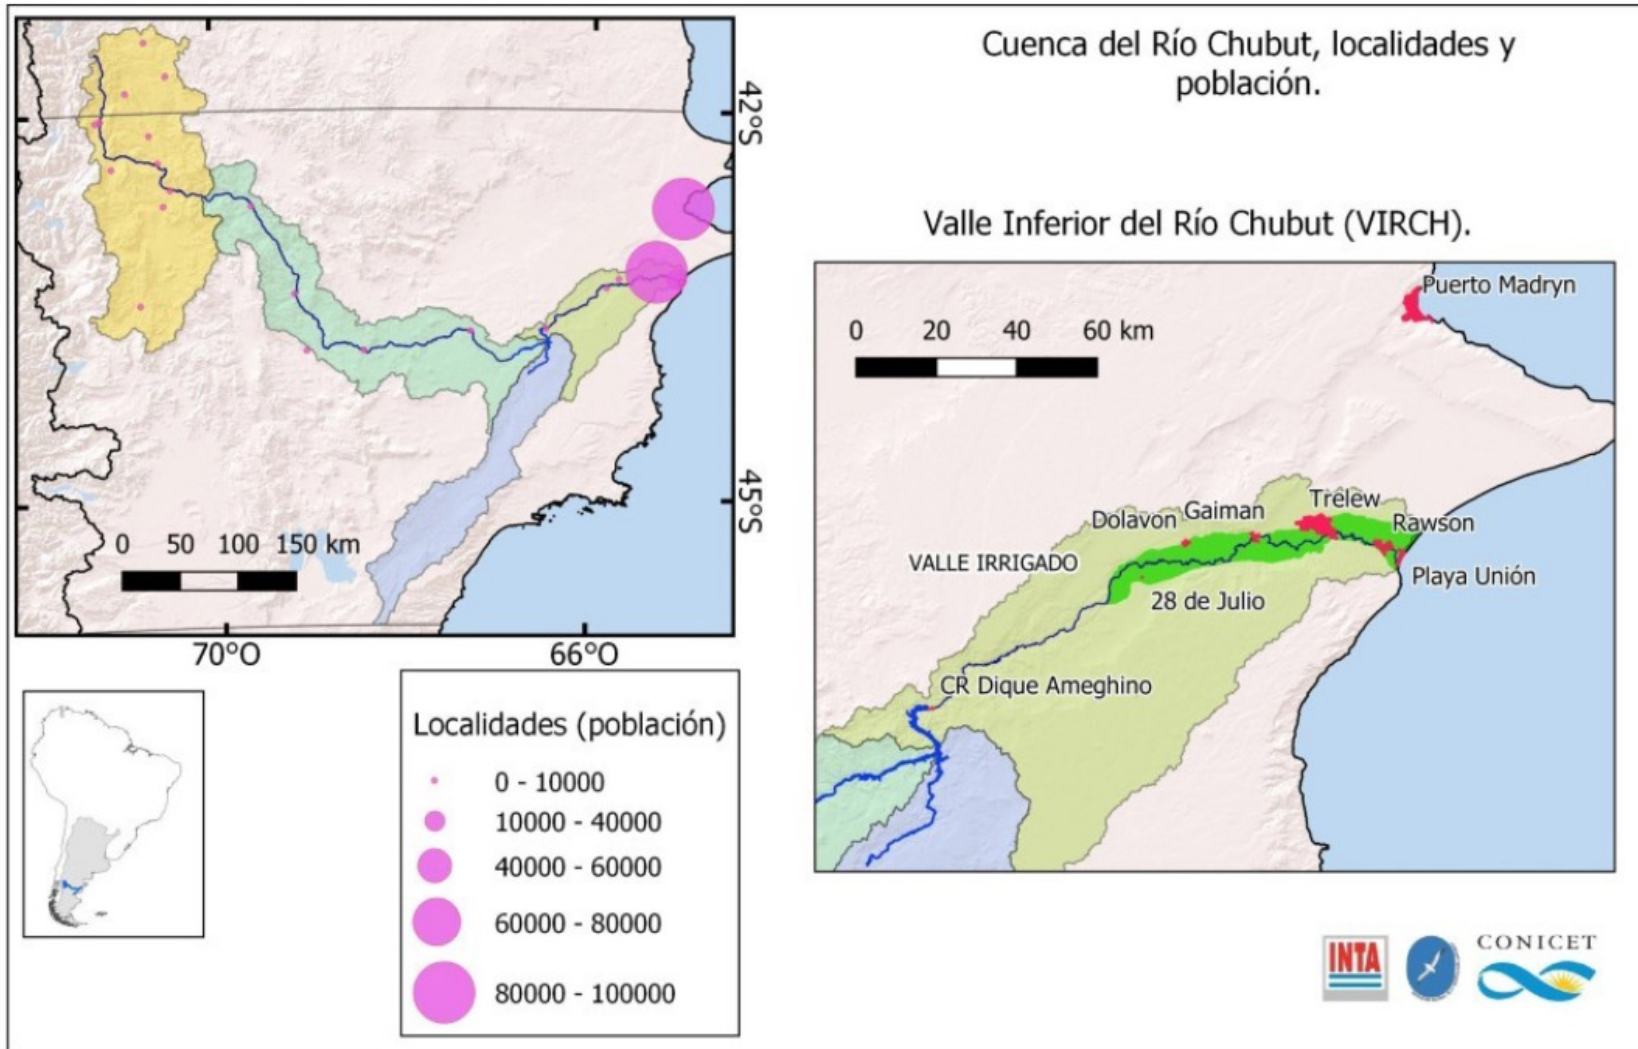 Cuenca del Río Chubut, localidades y
población.
42°S
45°S
0 50 100 150 km
70°O
66°O
Localidades (población)
0 - 10000
10000 - 40000
40000 - 60000
60000 - 80000
80000 - 100000
Valle Inferior del Río Chubut (VIRCH).
Puerto Madryn
0 20 40 60 km
Trelew
Dolavon Gaiman
Rawson
VALLE IRRIGADO
Playa Unión
28 de Julio
CR Dique Ameghino
INTA
CONICET